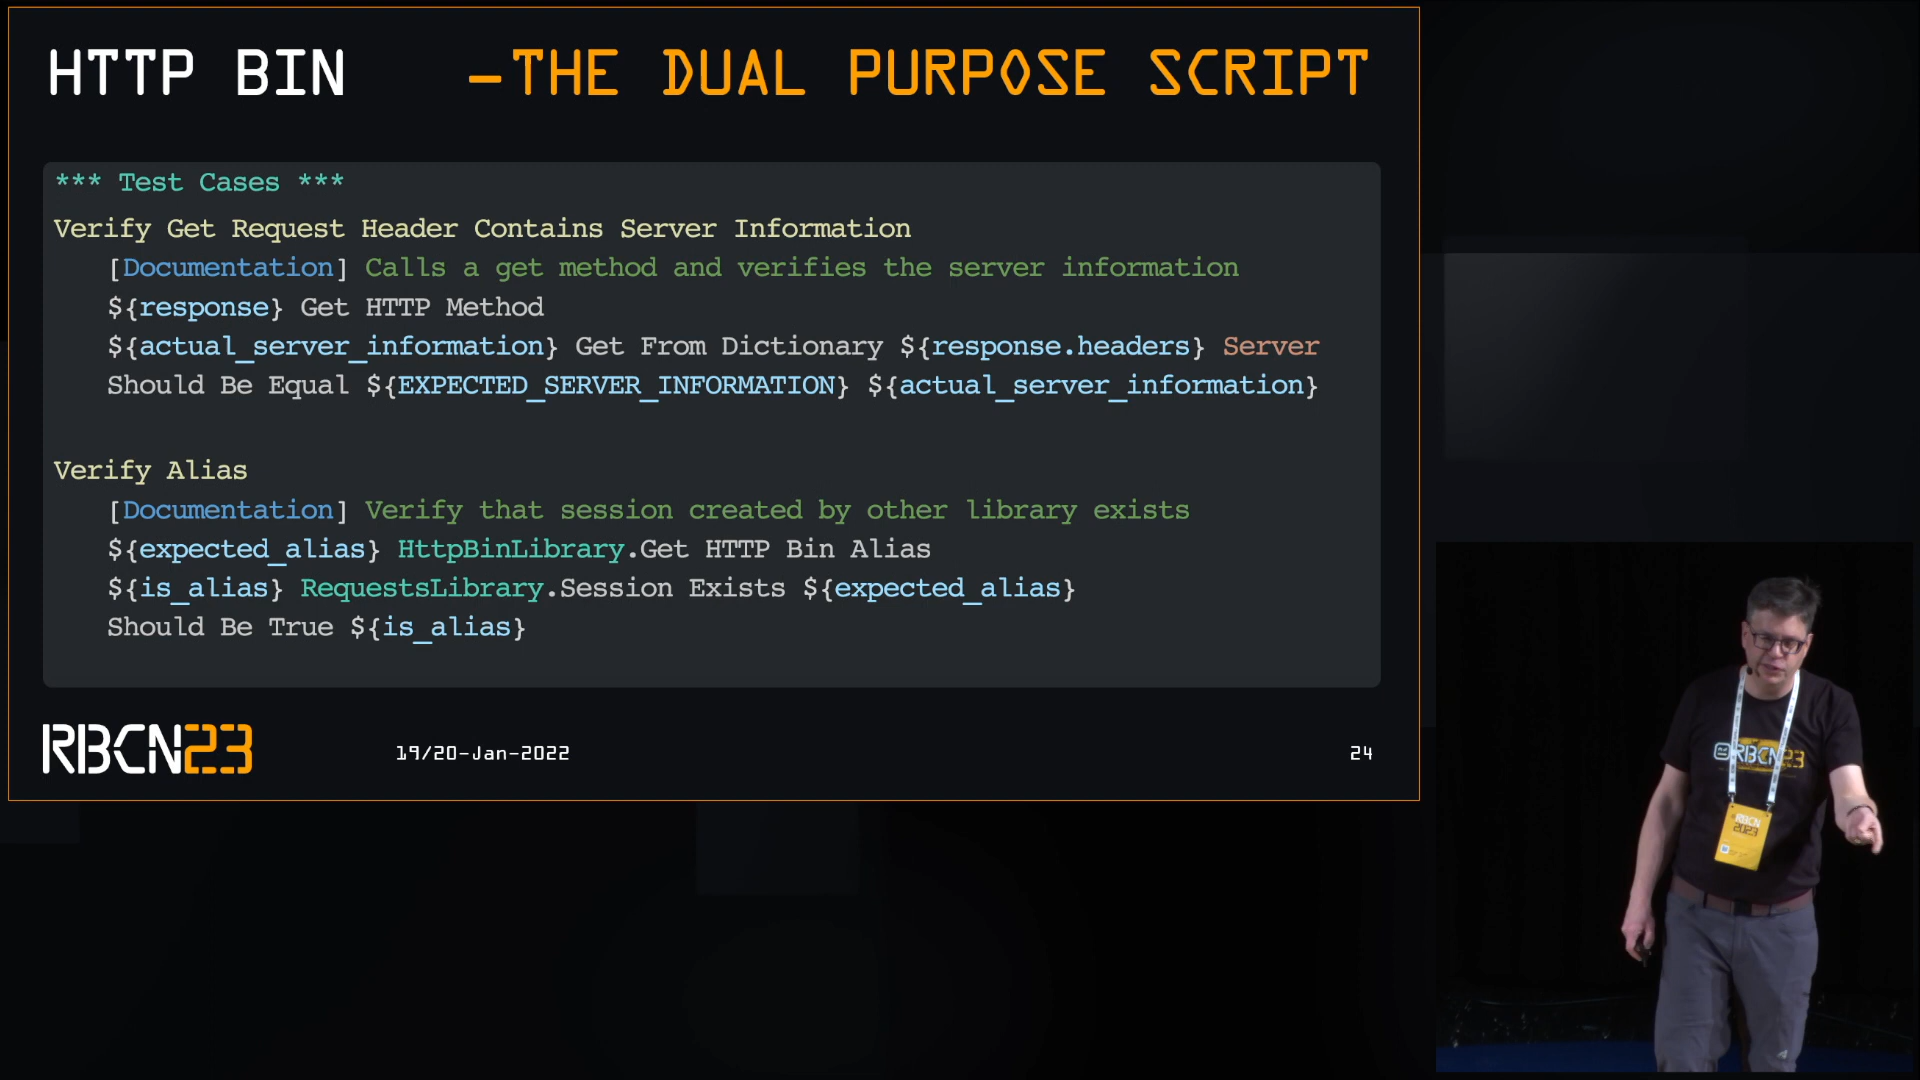 HTTP BIN -THE DUAL PURPOSE SCRIPT
*** Test Cases ***
Verify Get Request Header Contains Server Information
[Documentation] Calls a get method and verifies the server information
${response} Get HTTP Method
${actual_server_information} Get From Dictionary ${response.headers} Server
Should Be Equal ${EXPECTED_SERVER_INFORMATION} ${actual_server_information}
Verify Alias
[Documentation] Verify that session created by other library exists
${expected_alias} HttpBinLibrary.Get HTTP Bin Alias
${is_alias} RequestsLibrary.Session Exists ${expected_alias}
Should Be True ${is_alias}
RBCN23
19/20-Jan-2022
24
RBCN23
RBCN
2023